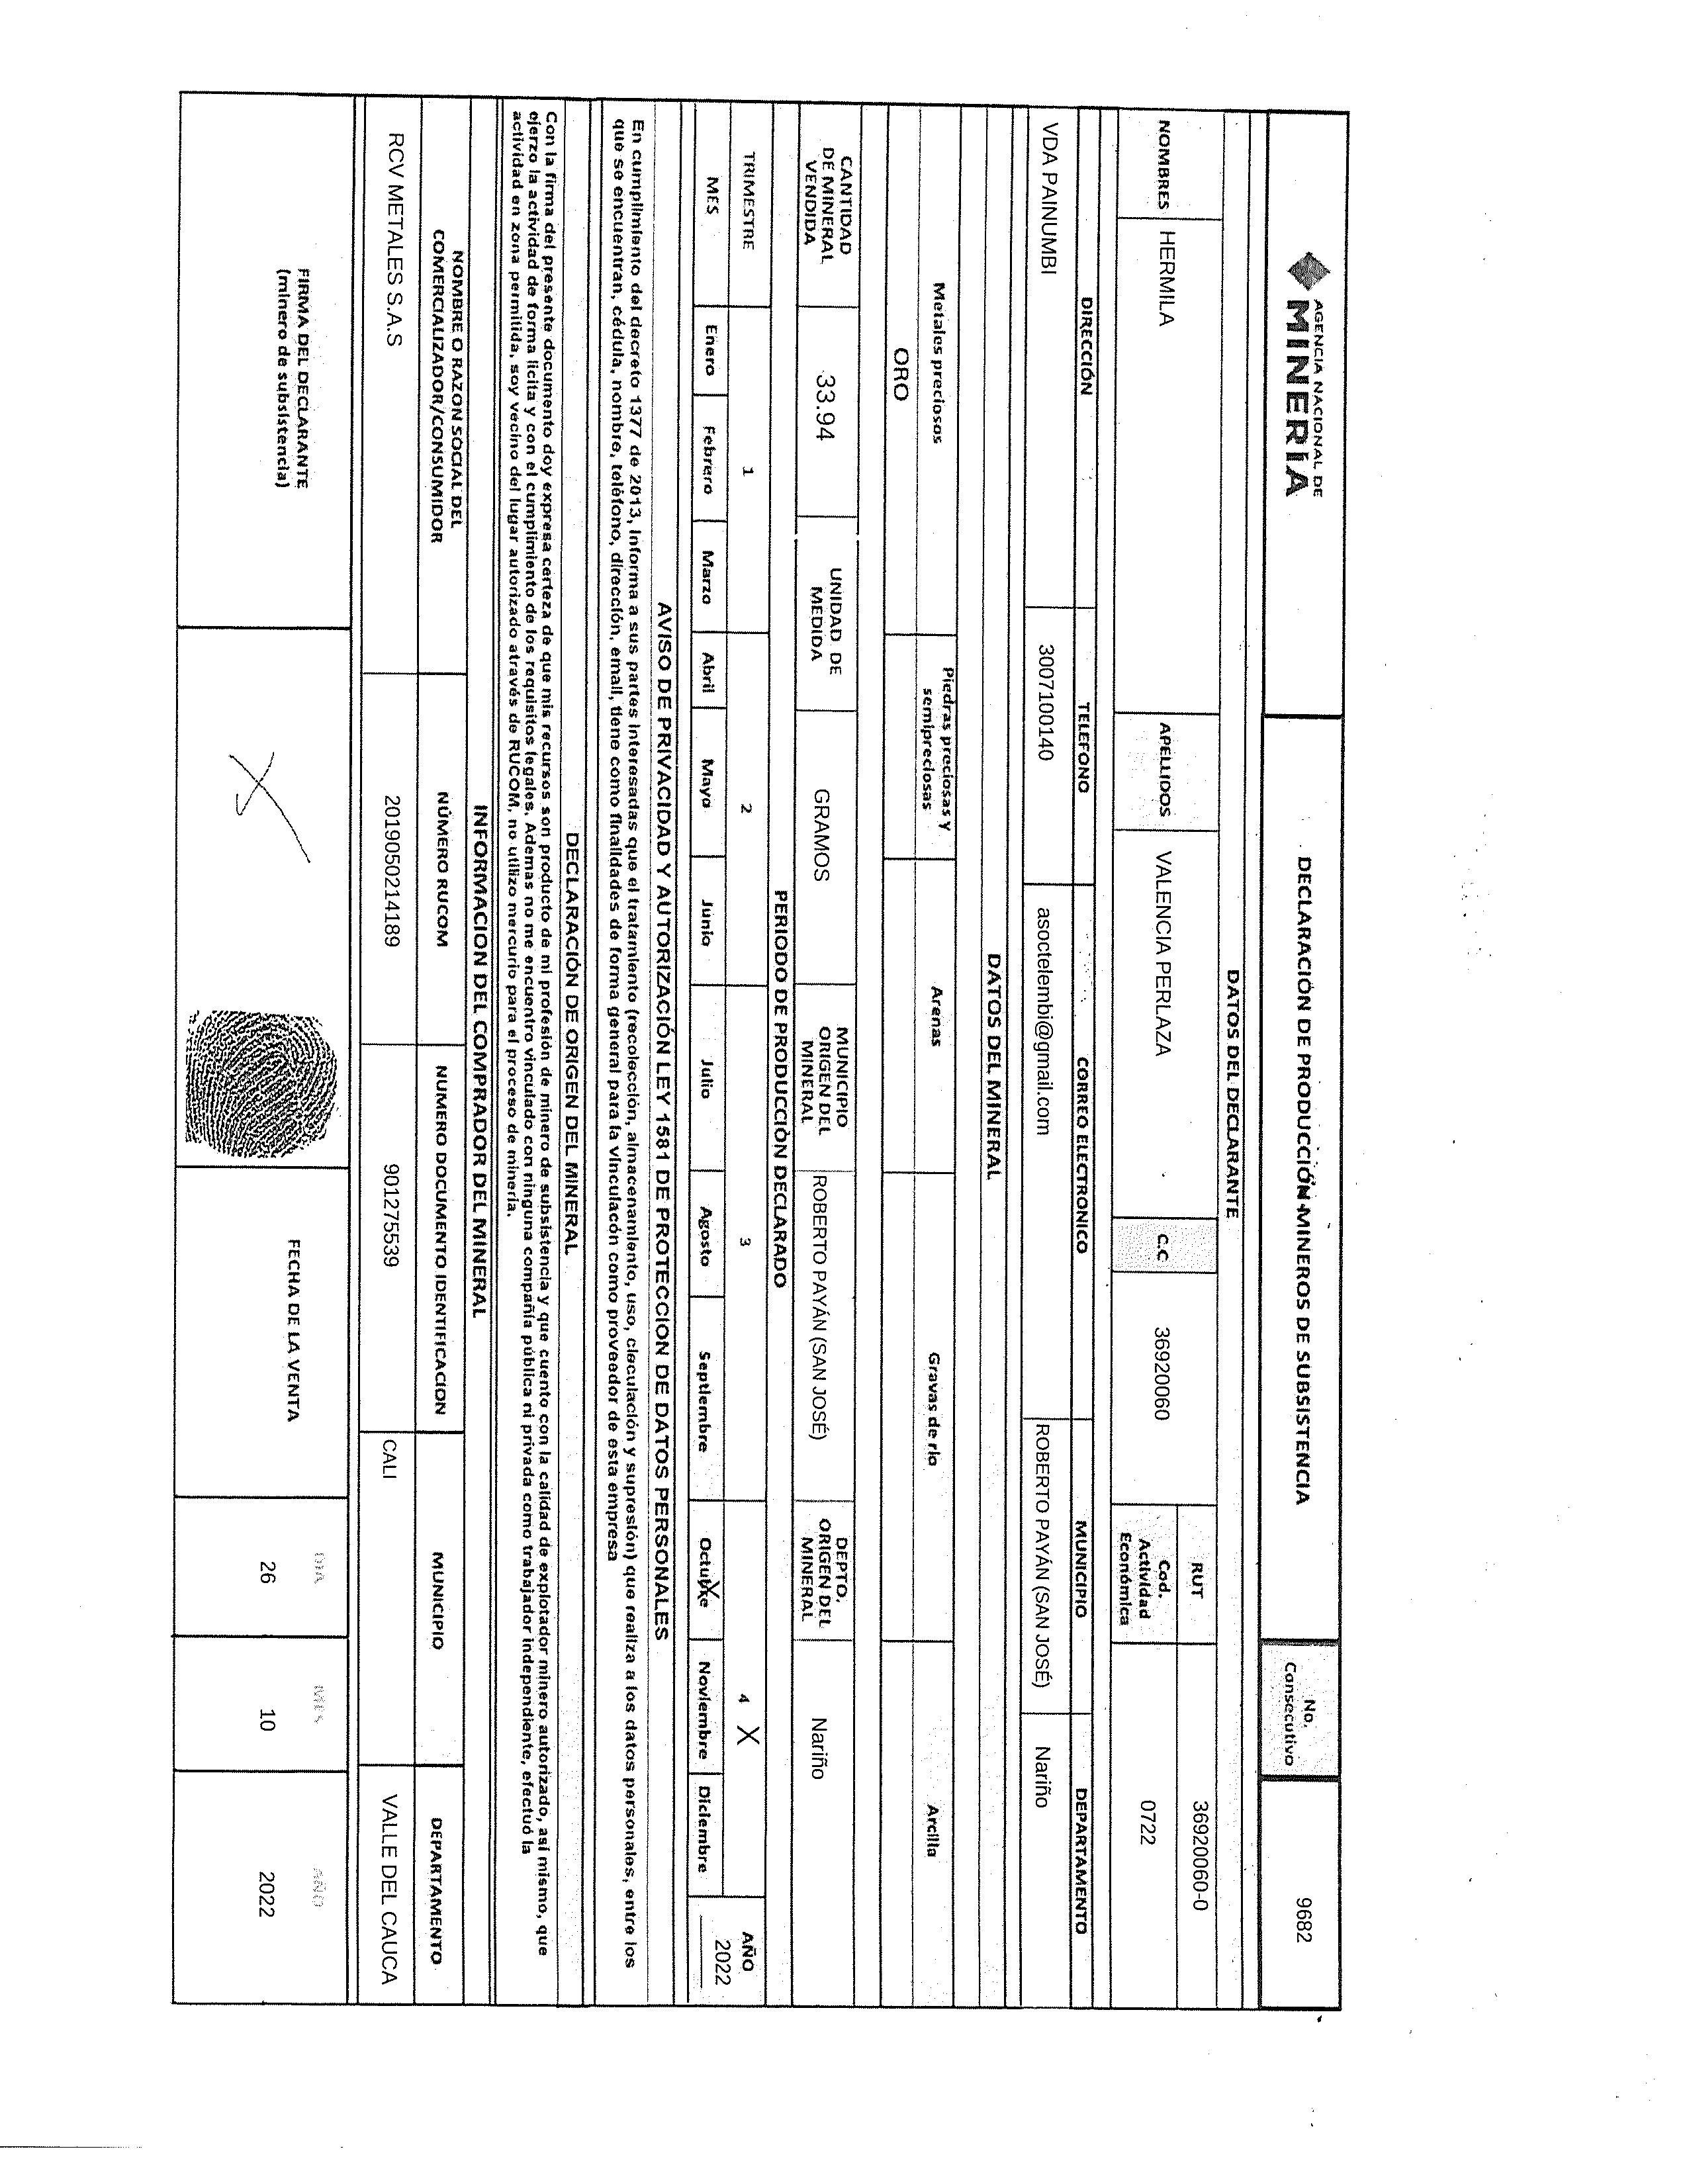 AGENCIA NACIONAL DE
MINERÍA
DECLARACIÓN DE PRODUCCIÓN MINEROS DE SUBSISTENCIA
No. Consecutivo
9682
DATOS DEL DECLARANTE
NOMBRES
HERMILA
APELLIDOS
VALENCIA PERLAZA
C.C
36920060
RUT
36920060-0
Cod. Actividad Económica
0722
DIRECCIÓN
TELEFONO
CORREO ELECTRONICO
MUNICIPIO
DEPARTAMENTO
VDA PAINUMBI
3007100140
asoctelembi@gmail.com
ROBERTO PAYÁN (SAN JOSÉ)
Nariño
DATOS DEL MINERAL
Metales preciosos
Piedras preciosas y semipreciosas
Arenas
Gravas de rio
Arcilla
ORO
CANTIDAD DE MINERAL VENDIDA
33.94
UNIDAD DE MEDIDA
GRAMOS
MUNICIPIO ORIGEN DEL MINERAL
ROBERTO PAYÁN (SAN JOSÉ)
DEPTO. ORIGEN DEL MINERAL
Nariño
PERIODO DE PRODUCCIÒN DECLARADO
TRIMESTRE
1
2
3
4 X
AÑO
2022
MES
Enero
Febrero
Marzo
Abril
Mayo
Junio
Julio
Agosto
Septiembre
Octubre X
Noviembre
Diciembre
AVISO DE PRIVACIDAD Y AUTORIZACIÓN LEY 1581 DE PROTECCION DE DATOS PERSONALES
En cumplimiento del decreto 1377 de 2013, Informa a sus partes interesadas que el tratamiento (recolección, almacenamiento, uso, cisculación y supresión) que realiza a los datos personales, entre los
que se encuentran, cédula, nombre, teléfono, dirección, email, tiene como finalidades de forma general para la vinculacón como proveedor de esta empresa
DECLARACIÓN DE ORIGEN DEL MINERAL
Con la firma del presente documento doy expresa certeza de que mis recursos son producto de mi profesión de minero de subsistencia y que cuento con la calidad de explotador minero autorizado, así mismo, que
ejerzo la actividad de forma licita y con el cumplimiento de los requisitos legales. Ademas no me encuentro vinculado con ninguna compañía pública ni privada como trabajador independiente, efectuó la
actividad en zona permitida, soy vecino del lugar autorizado através de RUCOM, no utilizo mercurio para el proceso de minería.
INFORMACION DEL COMPRADOR DEL MINERAL
NOMBRE O RAZON SOCIAL DEL COMERCIALIZADOR/CONSUMIDOR
NÚMERO RUCOM
NUMERO DOCUMENTO IDENTIFICACION
MUNICIPIO
DEPARTAMENTO
RCV METALES S.A.S
2019050214189
901275539
CALI
VALLE DEL CAUCA
FIRMA DEL DECLARANTE
(minero de subsistencia)
FECHA DE LA VENTA
DIA
MES
AÑO
26
10
2022